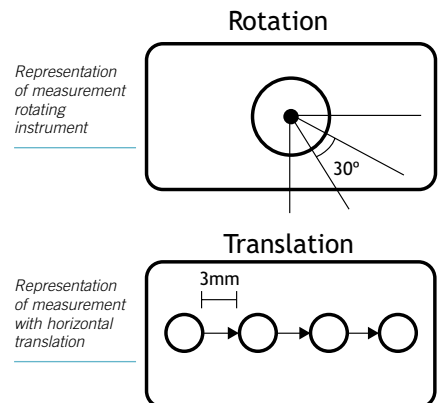 Rotation
Representation
of measurement
rotating
instrument
30º
Translation
Representation
of measurement
with horizontal
translation
3mm